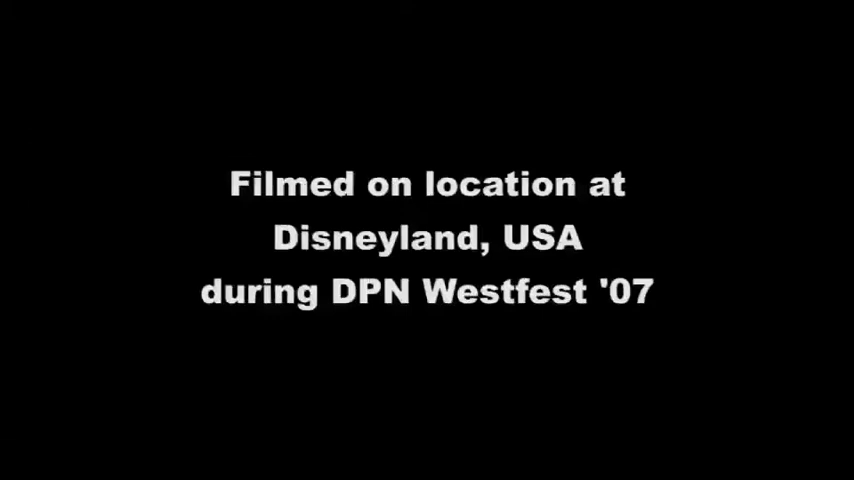 Filmed on location at
Disneyland, USA
during DPN Westfest '07